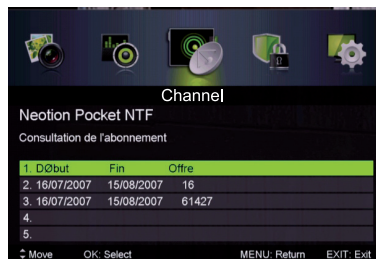 Channel
Neotion Pocket NTF
Consultation de l'abonnement
1. DØbut Fin Offre
2. 16/07/2007 15/08/2007 16
3. 16/07/2007 15/08/2007 61427
4.
5.
Move OK: Select MENU: Return EXIT: Exit